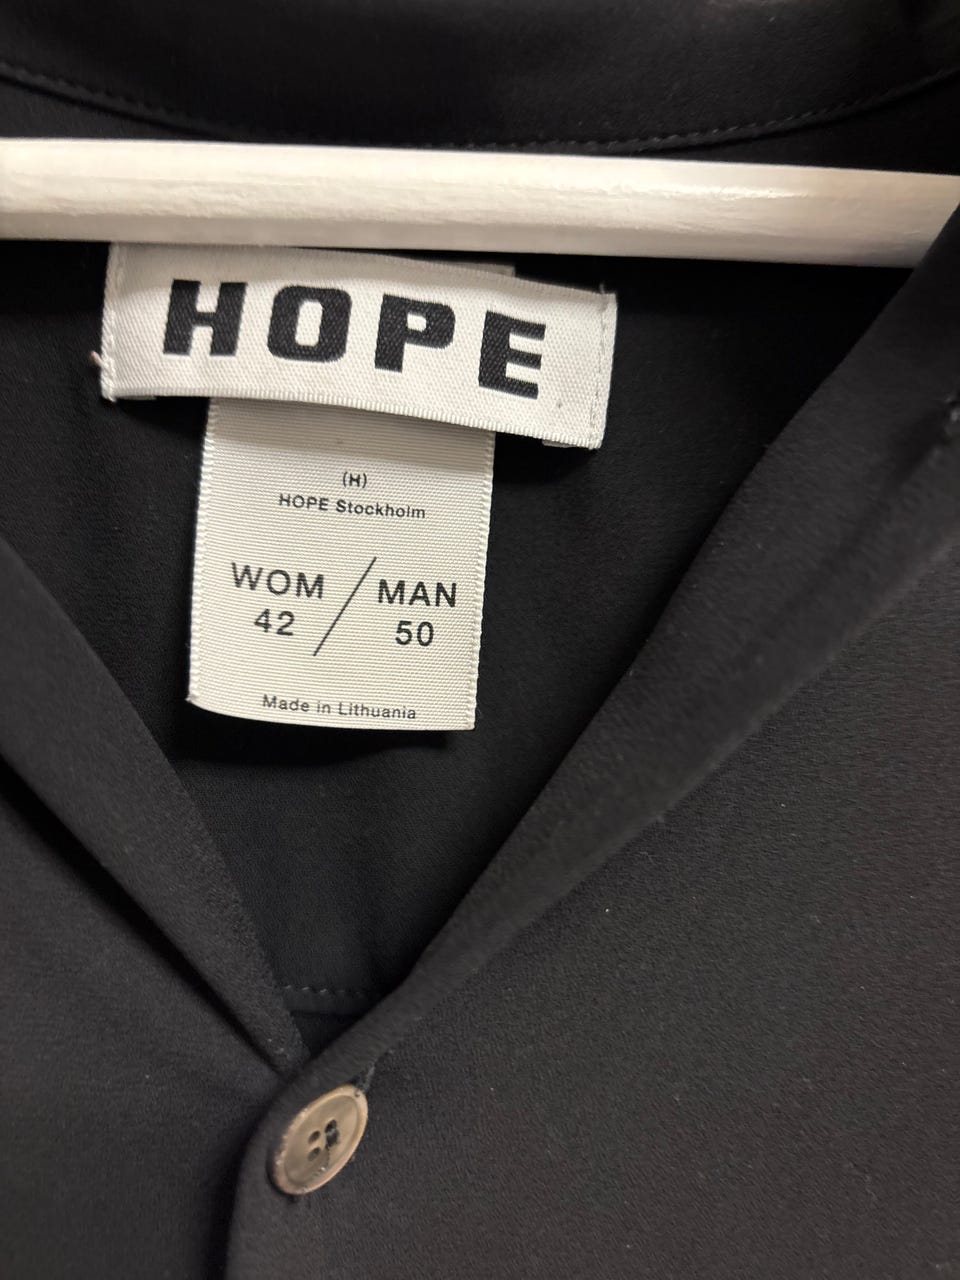 HOPE
(H)
HOPE Stockholm
WOM / MAN
42 / 50
Made in Lithuania